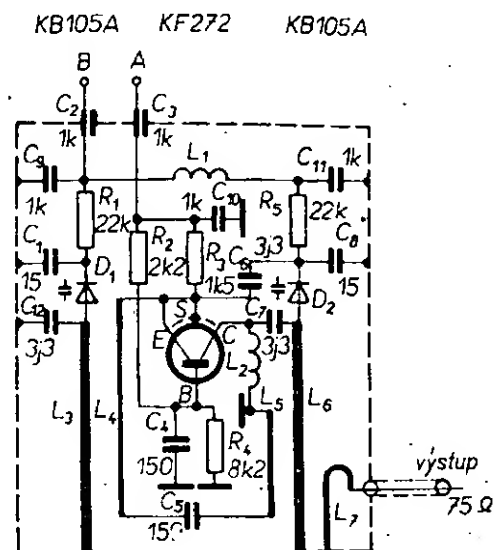 KB105A KF272 KB105A
B A
C2 1k C3 1k
C9 1k L1 C11 1k
R1 22k 1k C10 R5 22k
R2 2k2 R3 1k5 3j3
C1 15 D1 C8 15
S D2
C12 3j3 E C C7 3j3
L2
L3 L4 B L5 L6
C4 150 R4 8k2
výstup
C5 75 Ω
L7